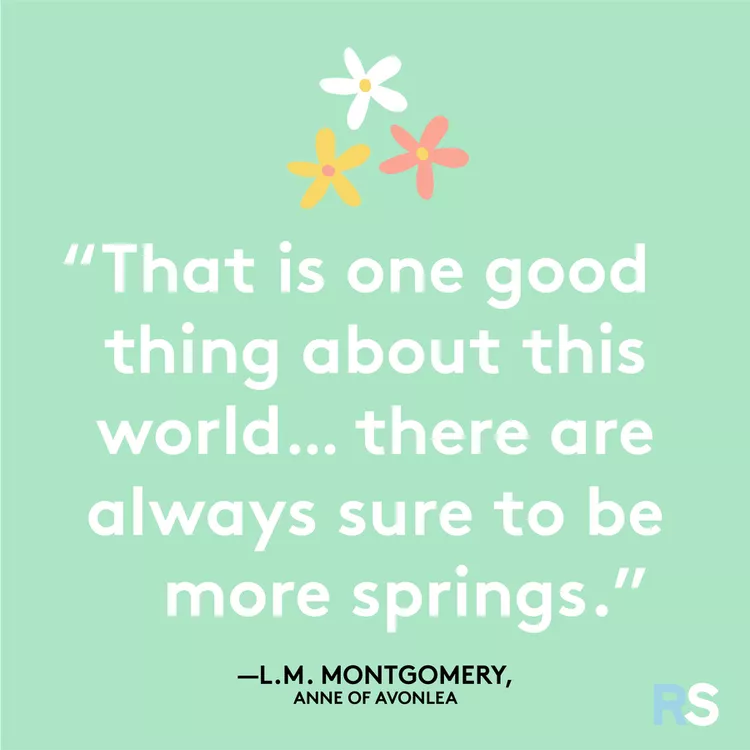 “That is one good
thing about this
world... there are
always sure to be
more springs.”
—L.M. MONTGOMERY,
ANNE OF AVONLEA
RS